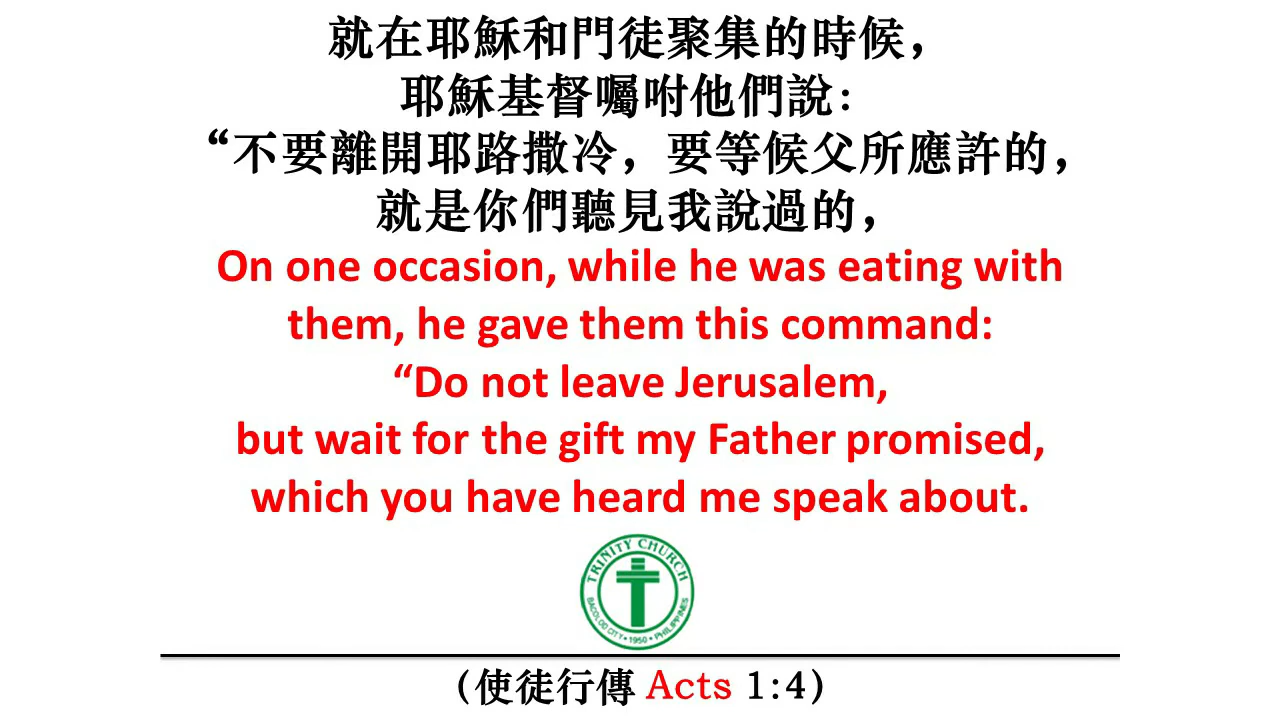 就在耶穌和門徒聚集的時候，
耶穌基督囑咐他們說：
“不要離開耶路撒冷，要等候父所應許的，
就是你們聽見我說過的，
On one occasion, while he was eating with
them, he gave them this command:
“Do not leave Jerusalem,
but wait for the gift my Father promised,
which you have heard me speak about.
TRINITY CHURCH
BACOLOD CITY • 1950 • PHILIPPINES
(使徒行傳 Acts 1:4)